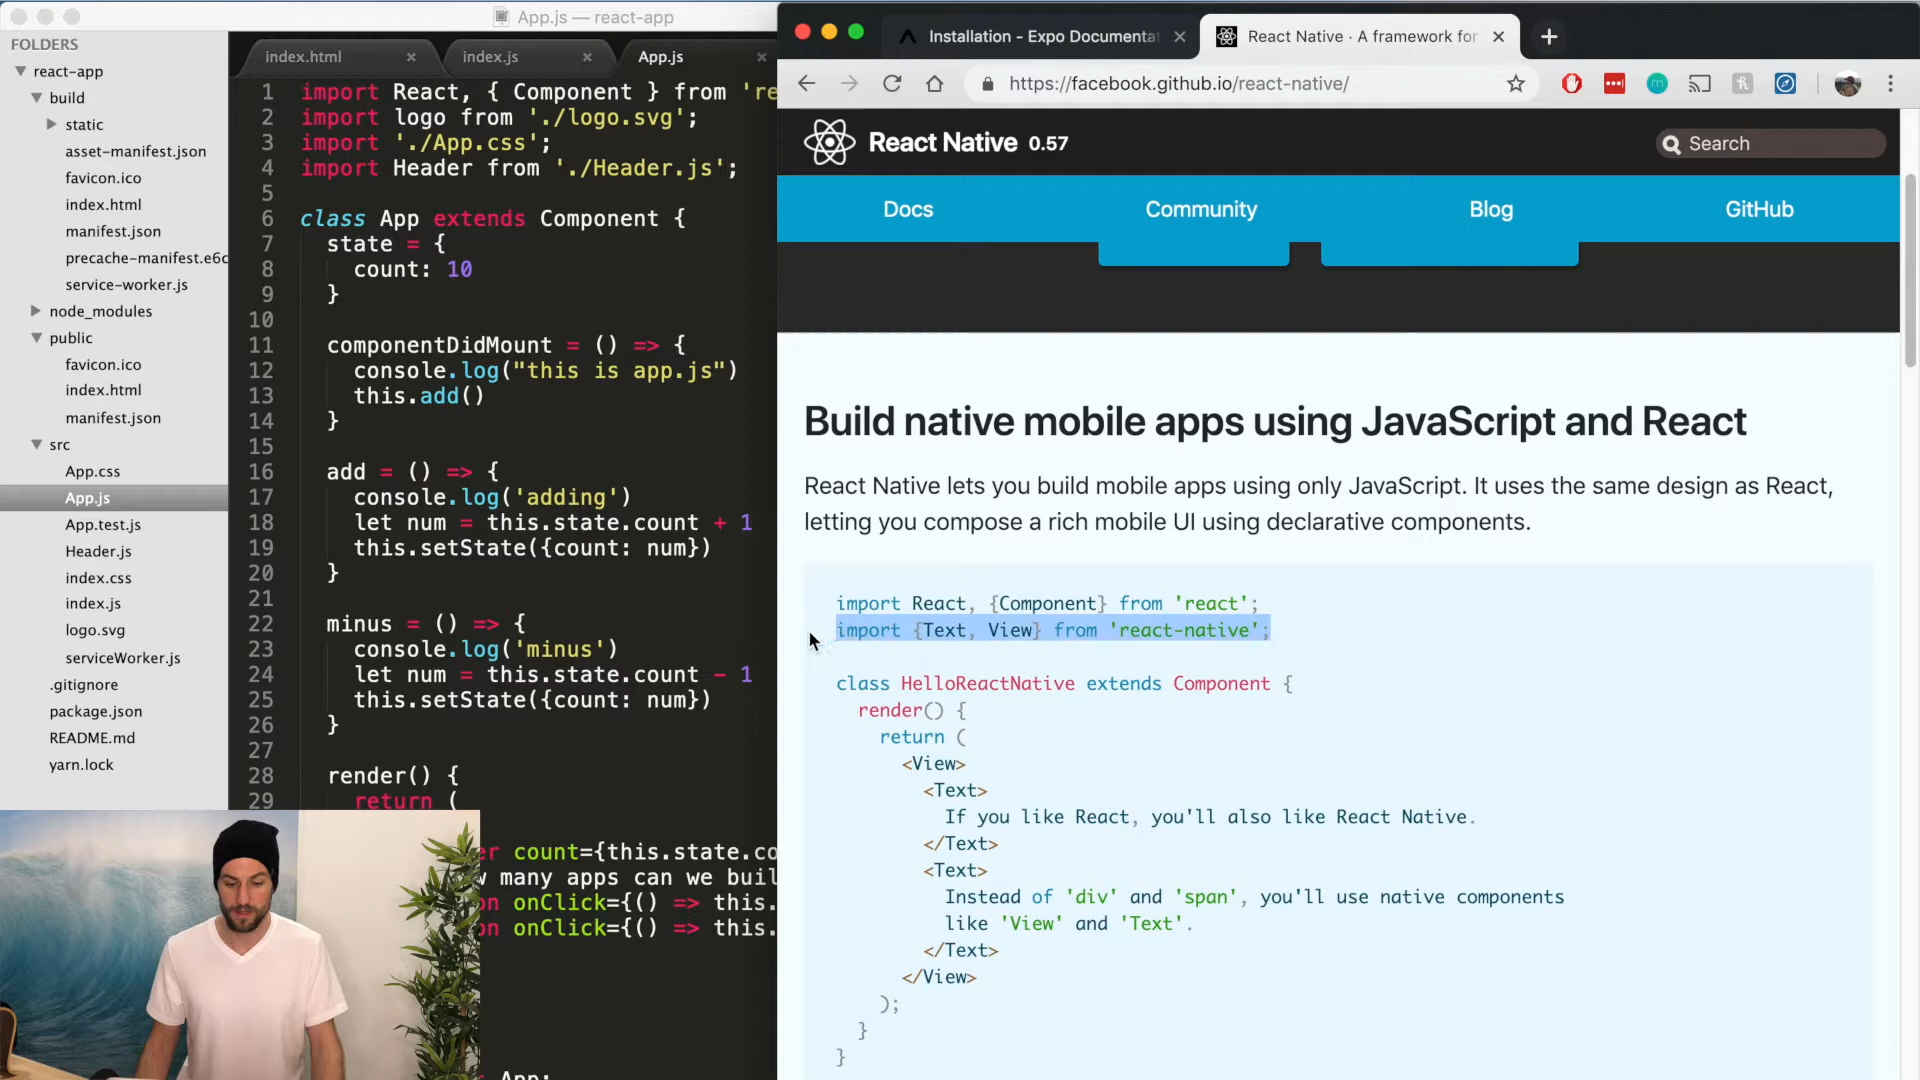 App.js — react-app
FOLDERS
react-app
build
static
asset-manifest.json
favicon.ico
index.html
manifest.json
precache-manifest.e6c
service-worker.js
node_modules
public
favicon.ico
index.html
manifest.json
src
App.css
App.js
App.test.js
Header.js
index.css
index.js
logo.svg
serviceWorker.js
.gitignore
package.json
README.md
yarn.lock
index.html
index.js
App.js
1 import React, { Component } from 're
2 import logo from './logo.svg';
3 import './App.css';
4 import Header from './Header.js';
5
6 class App extends Component {
7 state = {
8 count: 10
9 }
10
11 componentDidMount = () => {
12 console.log("this is app.js")
13 this.add()
14 }
15
16 add = () => {
17 console.log('adding')
18 let num = this.state.count + 1
19 this.setState({count: num})
20 }
21
22 minus = () => {
23 console.log('minus')
24 let num = this.state.count - 1
25 this.setState({count: num})
26 }
27
28 render() {
29 return (
er count={this.state.co
w many apps can we buil
on onClick={() => this.
on onClick={() => this.
App;
Installation - Expo Documenta
React Native · A framework for
https://facebook.github.io/react-native/
React Native 0.57
Search
Docs
Community
Blog
GitHub
Build native mobile apps using JavaScript and React
React Native lets you build mobile apps using only JavaScript. It uses the same design as React,
letting you compose a rich mobile UI using declarative components.
import React, {Component} from 'react';
import {Text, View} from 'react-native';
class HelloReactNative extends Component {
render() {
return (
<View>
<Text>
If you like React, you'll also like React Native.
</Text>
<Text>
Instead of 'div' and 'span', you'll use native components
like 'View' and 'Text'.
</Text>
</View>
);
}
}